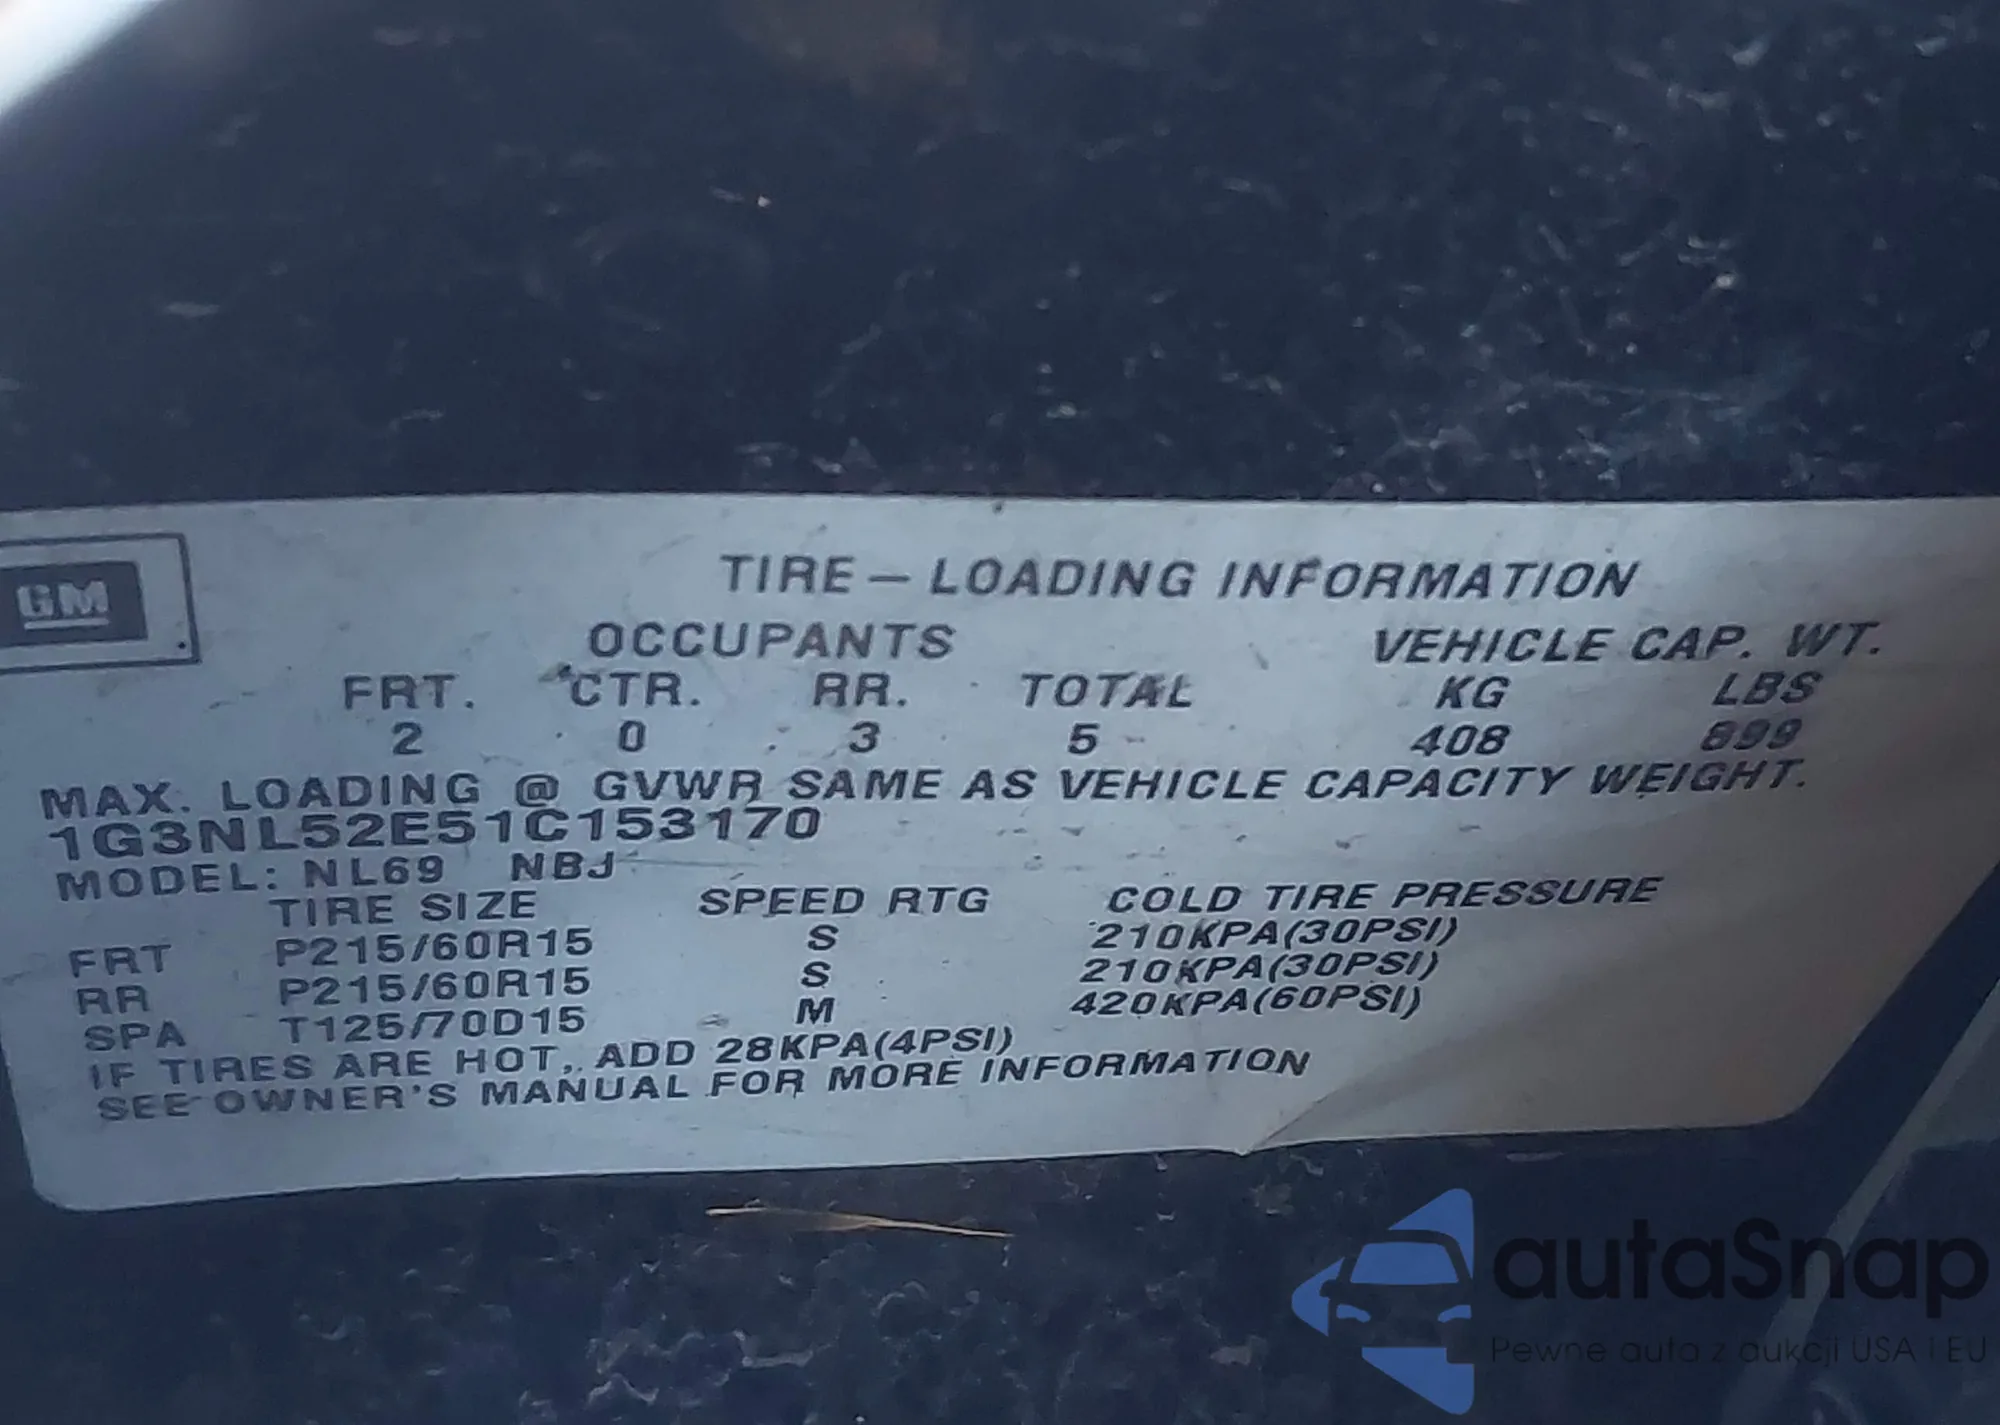 GM
TIRE – LOADING INFORMATION
OCCUPANTS VEHICLE CAP. WT.
FRT. CTR. RR. TOTAL KG LBS
2 0 3 5 408 899
MAX. LOADING @ GVWR SAME AS VEHICLE CAPACITY WEIGHT.
1G3NL52E51C153170
MODEL: NL69 NBJ
TIRE SIZE SPEED RTG COLD TIRE PRESSURE
FRT P215/60R15 S 210KPA(30PSI)
RR P215/60R15 S 210KPA(30PSI)
SPA T125/70D15 M 420KPA(60PSI)
IF TIRES ARE HOT, ADD 28KPA(4PSI)
SEE OWNER'S MANUAL FOR MORE INFORMATION
autaSnap
Pewne auta z aukcji USA i EU